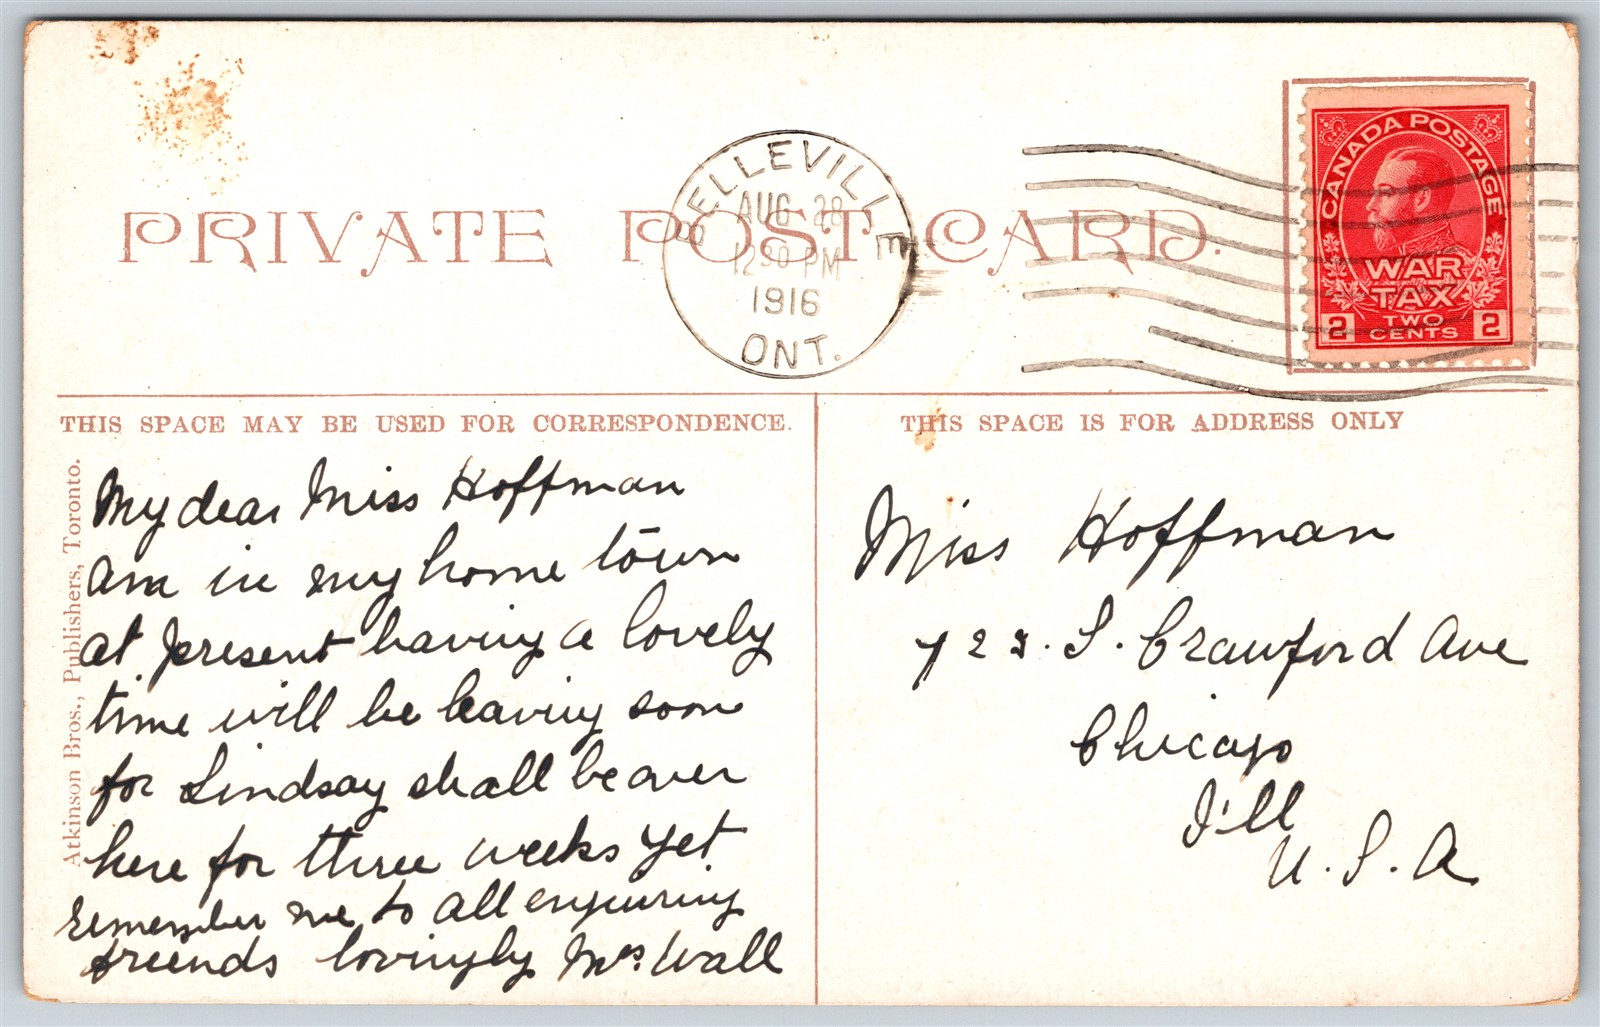 PRIVATE POST CARD.
BELLEVILLE
AUG 28
12 30 PM
1916
ONT.
CANADA POSTAGE
WAR
TAX
2 TWO CENTS 2
THIS SPACE MAY BE USED FOR CORRESPONDENCE.
THIS SPACE IS FOR ADDRESS ONLY
Atkinson Bros., Publishers, Toronto.
My dear Miss Hoffman
Am in my home town
at present having a lovely
time will be leaving soon
for Lindsay shall be over
here for three weeks yet
remember me to all enquiring
freends lovingly Mrs. Wall
Miss Hoffman
S. Crawford Ave
Chicago
Ill
U. S. A